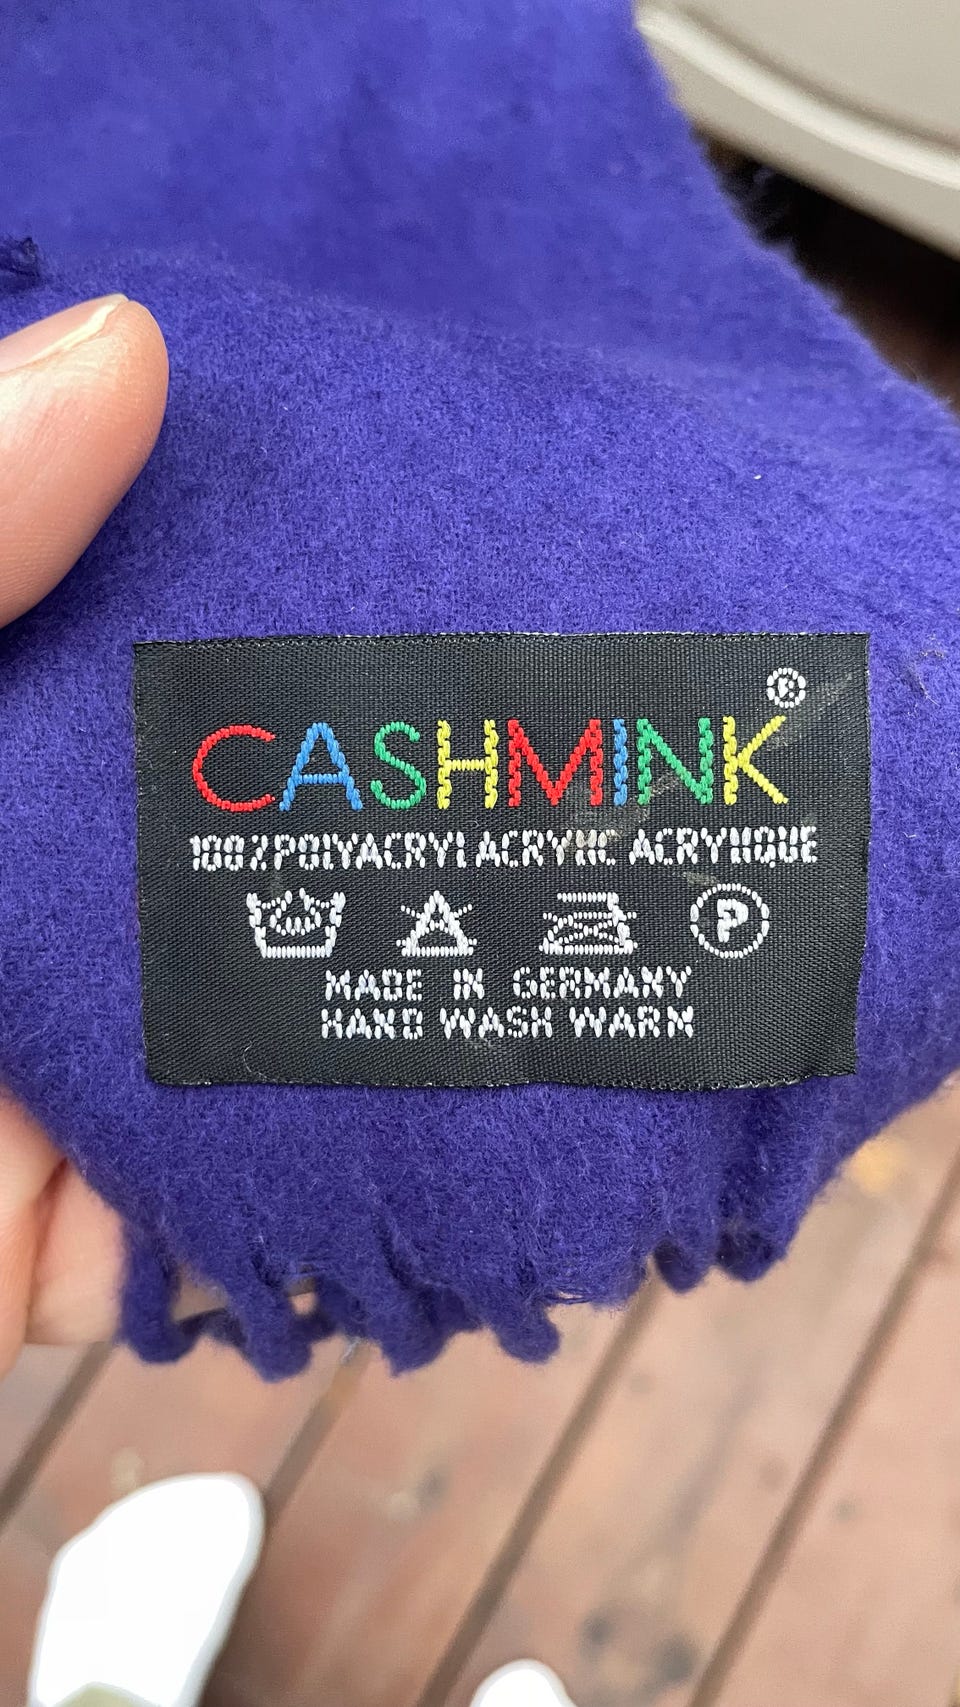 CASHMINK®
100% POLYACRYL ACRYLIC ACRYLIQUE
P
MADE IN GERMANY
HAND WASH WARM